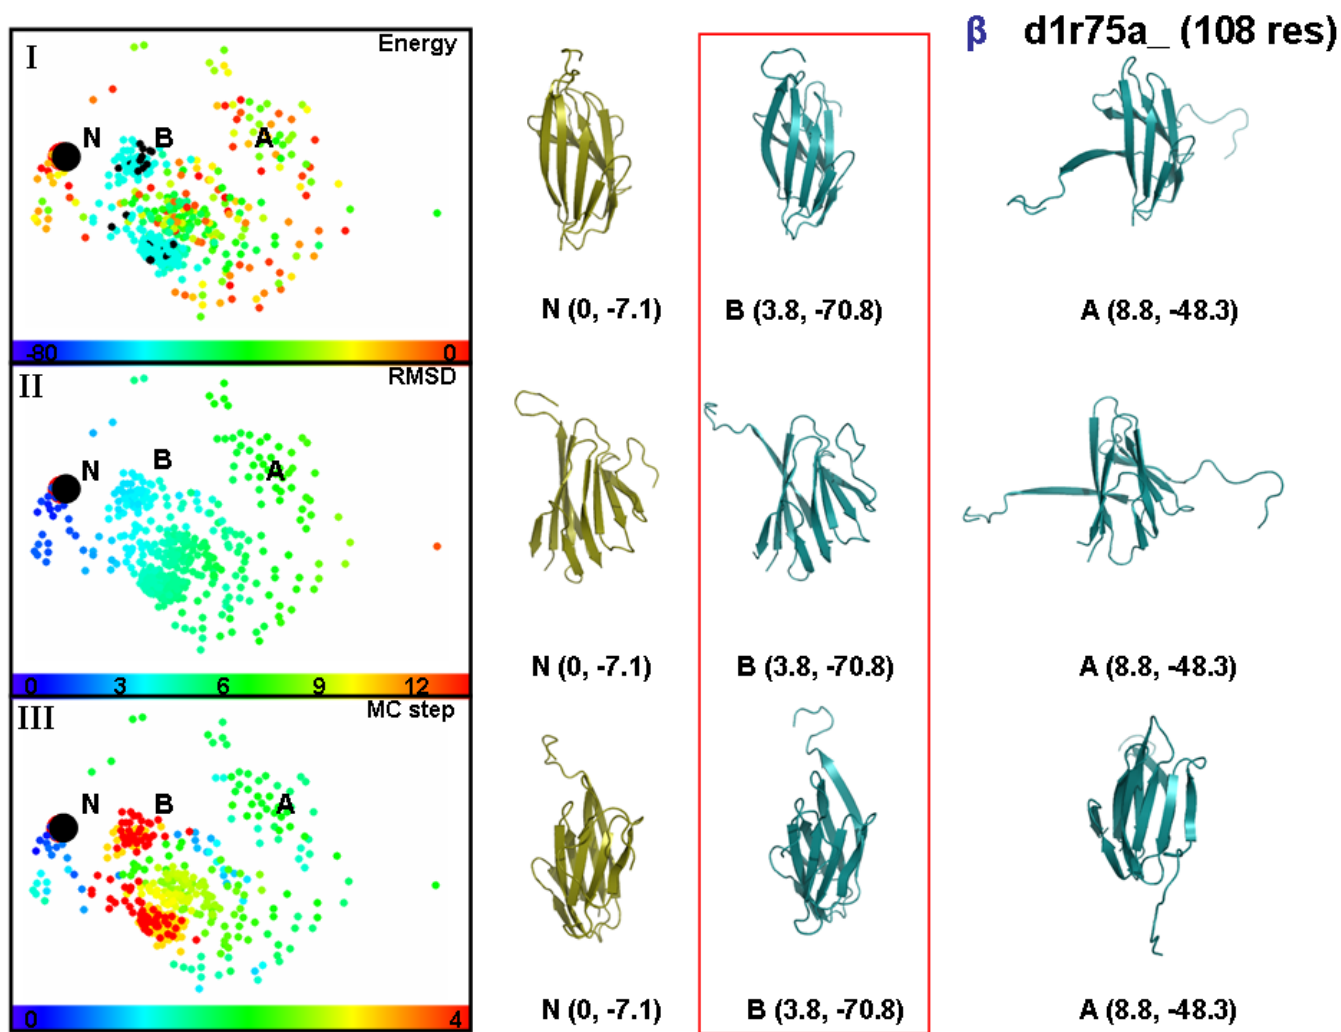 β d1r75a_ (108 res)
I
Energy
N
B
A
-80
0
N (0, -7.1)
B (3.8, -70.8)
A (8.8, -48.3)
II
RMSD
N
B
A
0
3
6
9
12
N (0, -7.1)
B (3.8, -70.8)
A (8.8, -48.3)
III
MC step
N
B
A
0
4
N (0, -7.1)
B (3.8, -70.8)
A (8.8, -48.3)